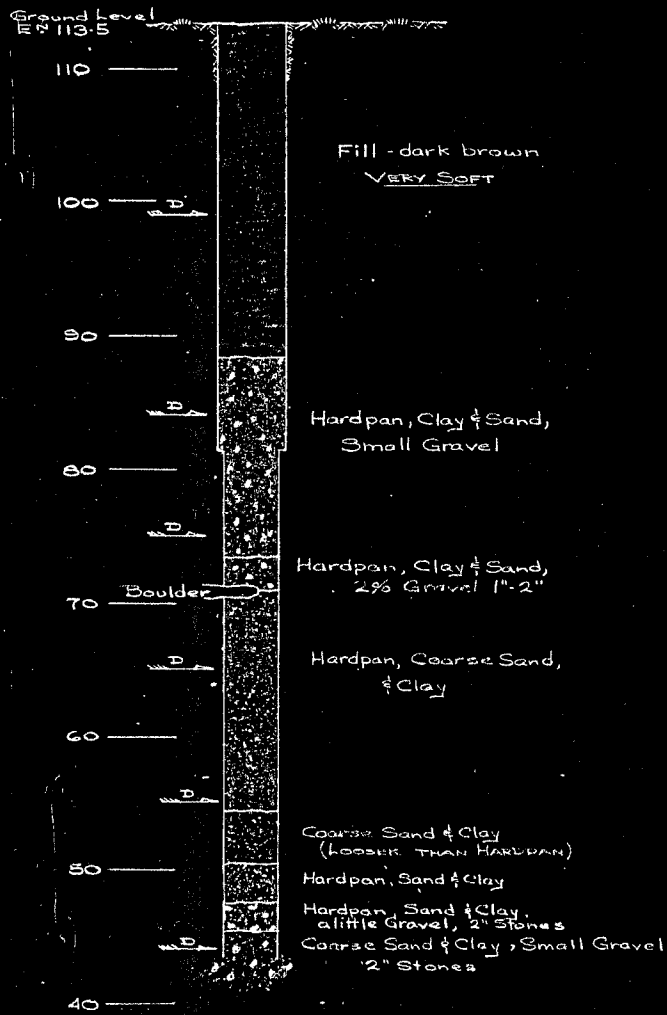 Ground Level
El'n 113.5
110
Fill - dark brown
VERY SOFT
100
D
90
D
Hardpan, Clay & Sand,
Small Gravel
80
D
Hardpan, Clay & Sand,
2% Gravel 1"-2"
Boulder
70
Hardpan, Coarse Sand,
& Clay
D
60
D
Coarse Sand & Clay
(LOOSER THAN HARDPAN)
50
Hardpan, Sand & Clay
Hardpan, Sand & Clay,
a little Gravel, 2" Stones
D
Coarse Sand & Clay, Small Gravel
2" Stones
40